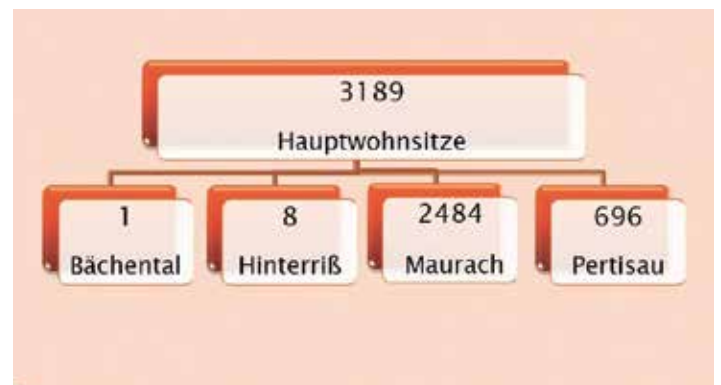 3189
Hauptwohnsitze
1
Bächental
8
Hinterriß
2484
Maurach
696
Pertisau